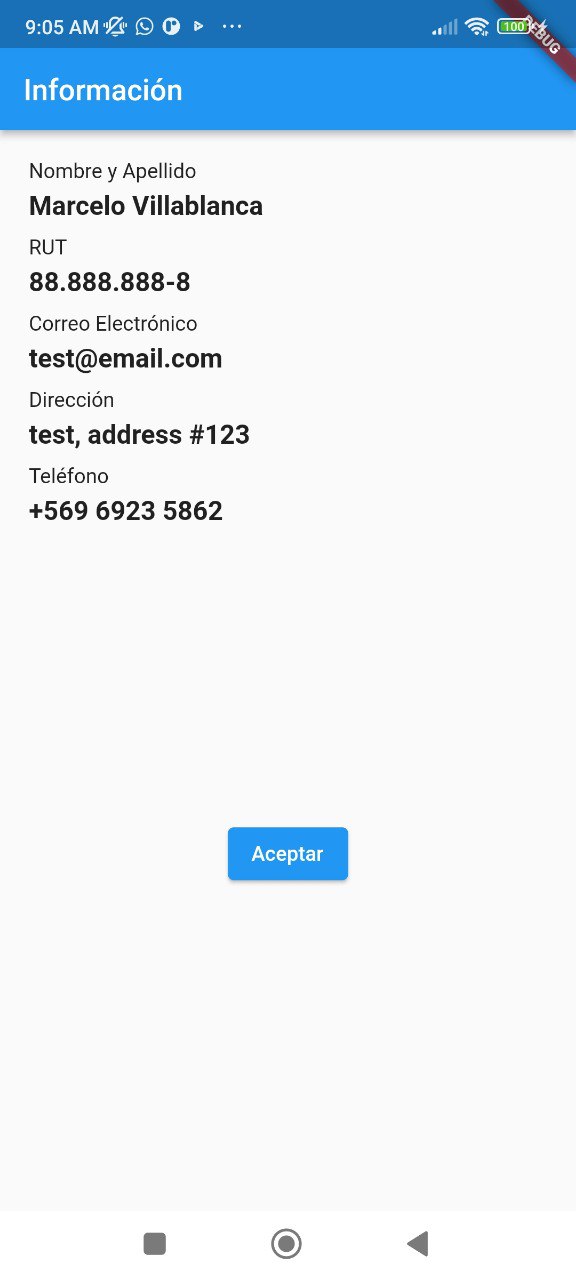 9:05 AM ...
100
DEBUG
Información
Nombre y Apellido
Marcelo Villablanca
RUT
88.888.888-8
Correo Electrónico
test@email.com
Dirección
test, address #123
Teléfono
+569 6923 5862
Aceptar